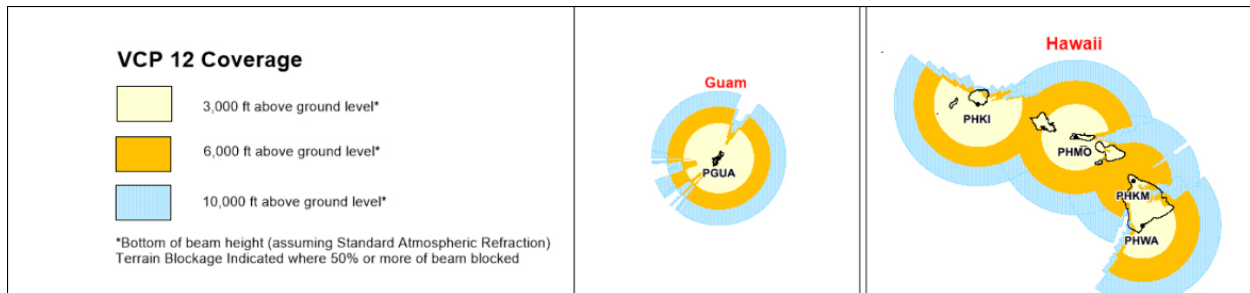 VCP 12 Coverage
3,000 ft above ground level*
6,000 ft above ground level*
10,000 ft above ground level*
*Bottom of beam height (assuming Standard Atmospheric Refraction)
Terrain Blockage Indicated where 50% or more of beam blocked
Guam
PGUA
Hawaii
PHKI
PHMO
PHKM
PHWA